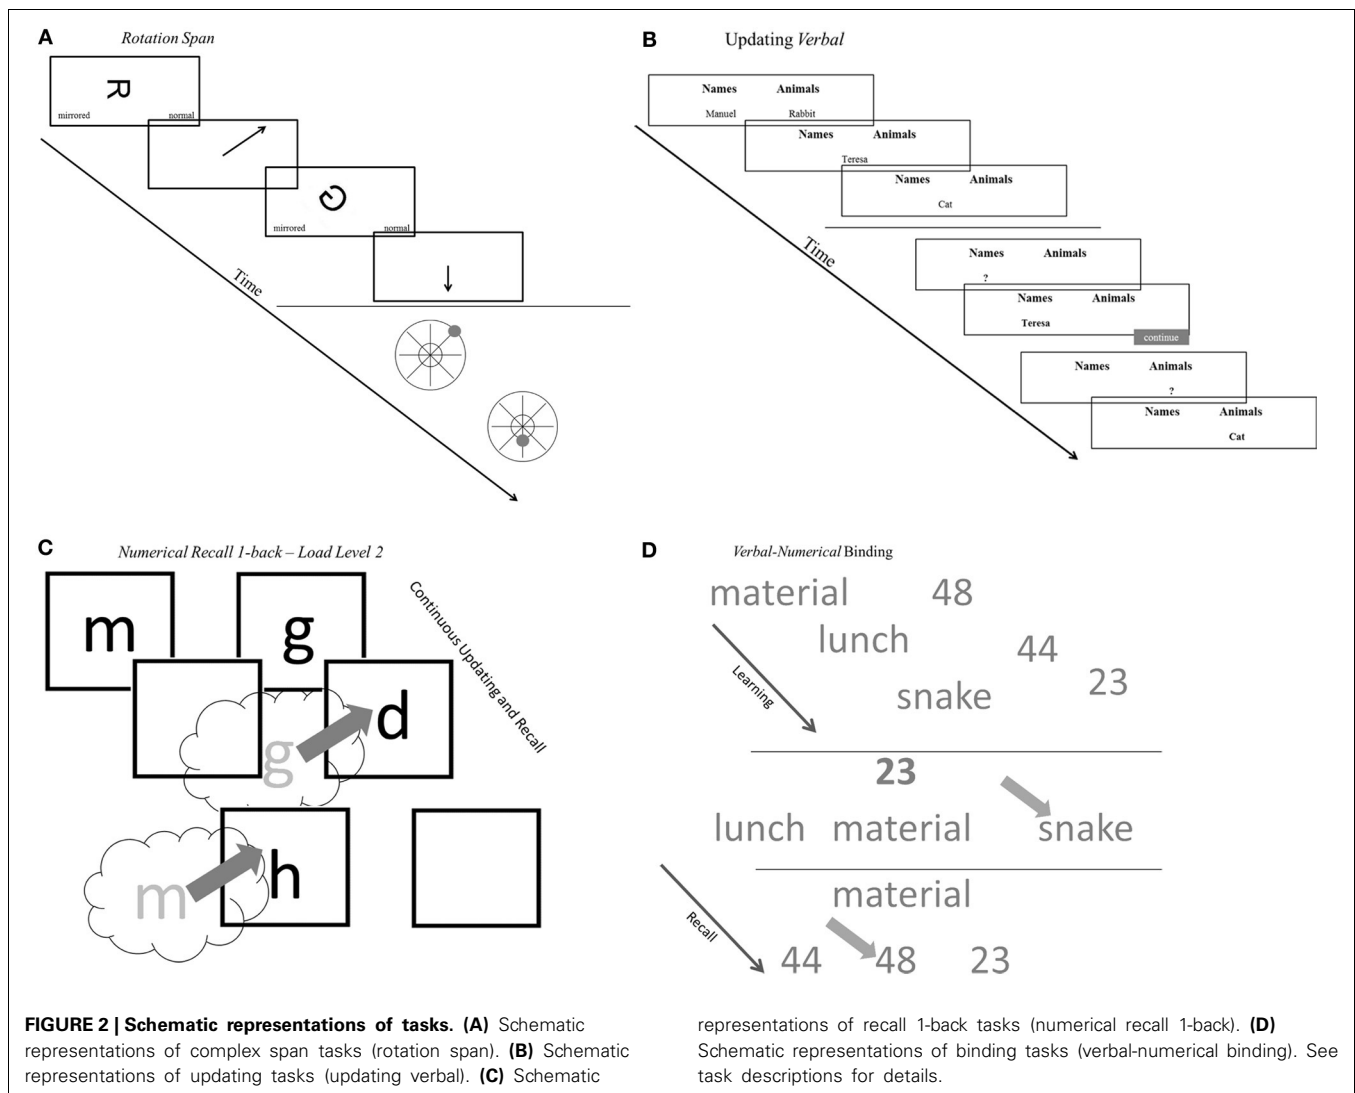 A
Rotation Span
R
mirrored normal
G
mirrored normal
Time
B
Updating Verbal
Names Animals
Manuel Rabbit
Names Animals
Teresa
Names Animals
Cat
Time
Names Animals
?
Names Animals
Teresa
continue
Names Animals
?
Names Animals
Cat
C
Numerical Recall 1-back – Load Level 2
m g
g d
m h
Continuous Updating and Recall
D
Verbal-Numerical Binding
material 48
lunch 44
snake 23
Learning
23
lunch material snake
material
Recall
44 48 23
FIGURE 2 | Schematic representations of tasks. (A) Schematic
representations of complex span tasks (rotation span). (B) Schematic
representations of updating tasks (updating verbal). (C) Schematic
representations of recall 1-back tasks (numerical recall 1-back). (D)
Schematic representations of binding tasks (verbal-numerical binding). See
task descriptions for details.